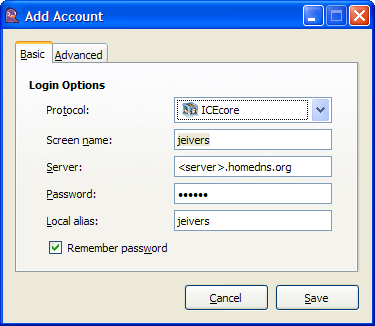 Add Account
Basic Advanced
Login Options
Protocol: ICEcore
Screen name: jeivers
Server: <server>.homedns.org
Password: ••••••
Local alias: jeivers
Remember password
Cancel Save